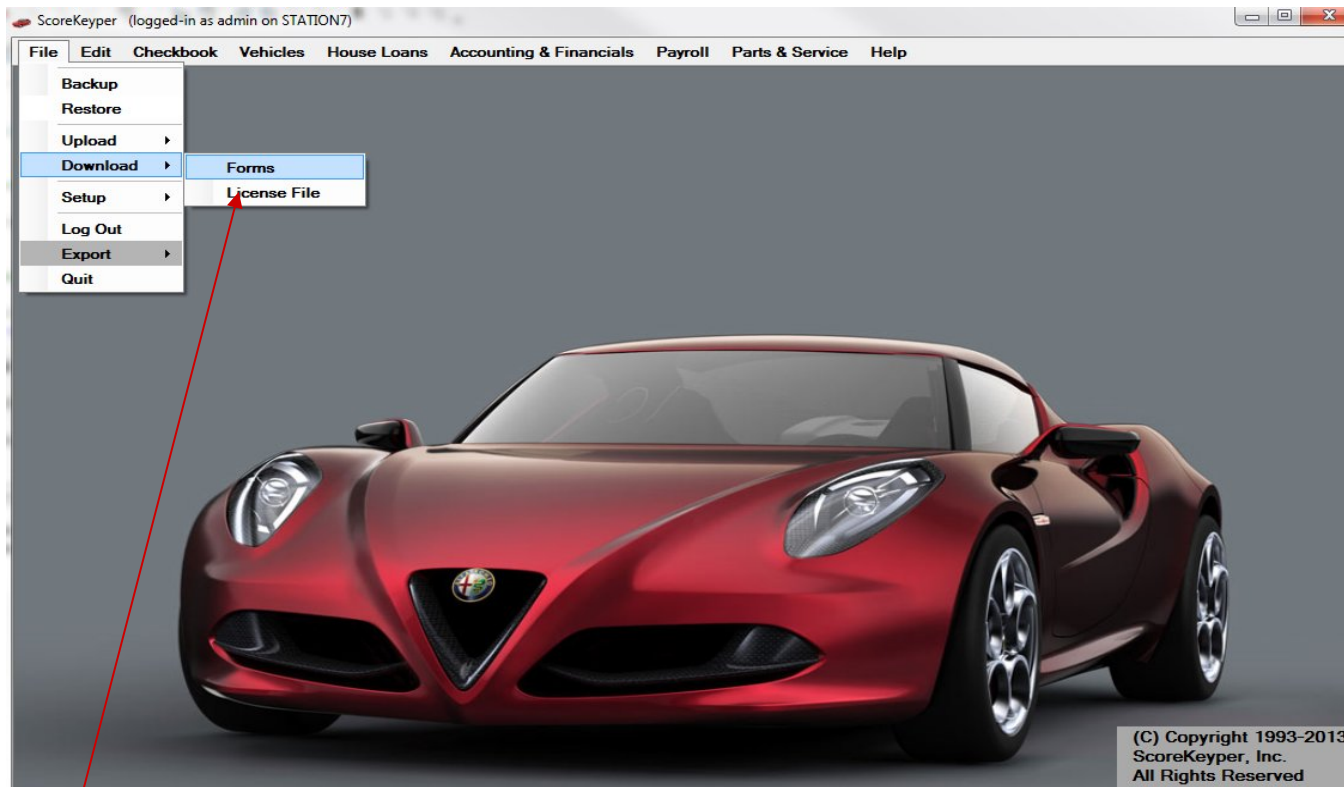 ScoreKeyper (logged-in as admin on STATION7)
File Edit Checkbook Vehicles House Loans Accounting & Financials Payroll Parts & Service Help
Backup
Restore
Upload
Download
Forms
License File
Setup
Log Out
Export
Quit
(C) Copyright 1993-2013
ScoreKeyper, Inc.
All Rights Reserved